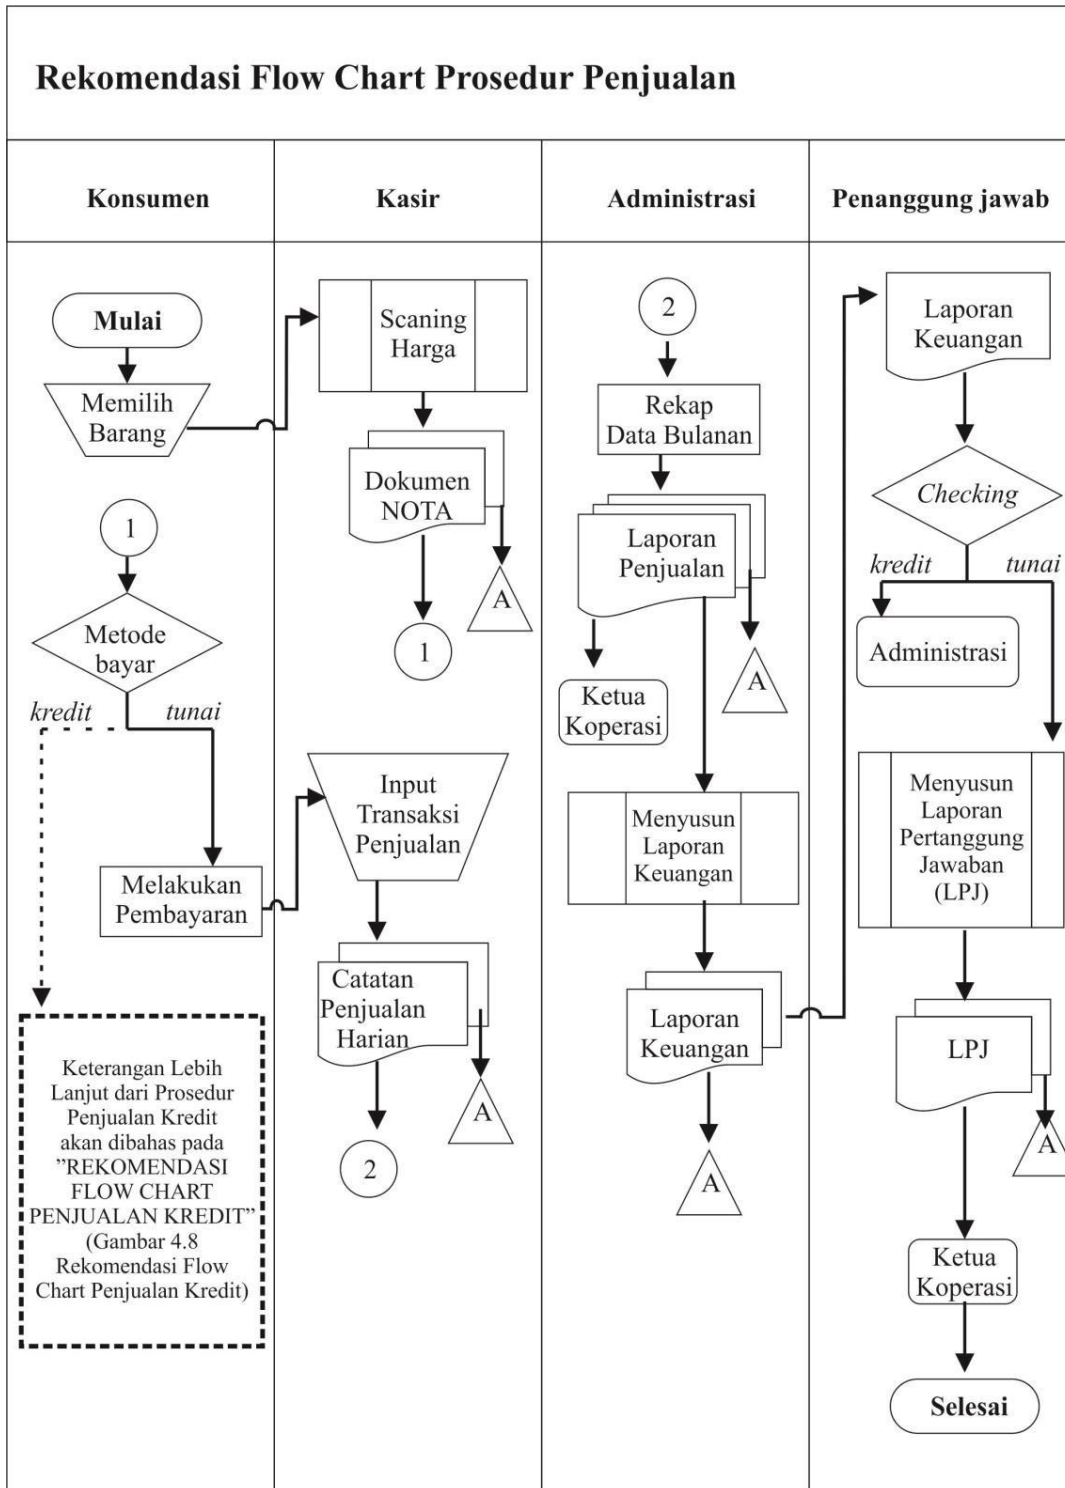 Rekomendasi Flow Chart Prosedur Penjualan
Konsumen
Kasir
Administrasi
Penanggung jawab
Mulai
Memilih
Barang
1
Metode
bayar
kredit
tunai
Melakukan
Pembayaran
Keterangan Lebih
Lanjut dari Prosedur
Penjualan Kredit
akan dibahas pada
”REKOMENDASI
FLOW CHART
PENJUALAN KREDIT”
(Gambar 4.8
Rekomendasi Flow
Chart Penjualan Kredit)
Scaning
Harga
Dokumen
NOTA
A
1
Input
Transaksi
Penjualan
Catatan
Penjualan
Harian
A
2
2
Rekap
Data Bulanan
Laporan
Penjualan
A
Ketua
Koperasi
Menyusun
Laporan
Keuangan
Laporan
Keuangan
A
Laporan
Keuangan
Checking
kredit
tunai
Administrasi
Menyusun
Laporan
Pertanggung
Jawaban
(LPJ)
LPJ
A
Ketua
Koperasi
Selesai